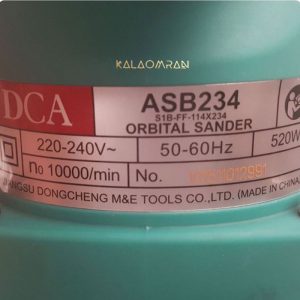 KALAOMRAN
DCA ASB234
S1B-FF-114X234
ORBITAL SANDER
220-240V~ 50-60Hz 520W
no 10000/min No.
JIANGSU DONGCHENG M&E TOOLS CO.,LTD. (MADE IN CHINA)